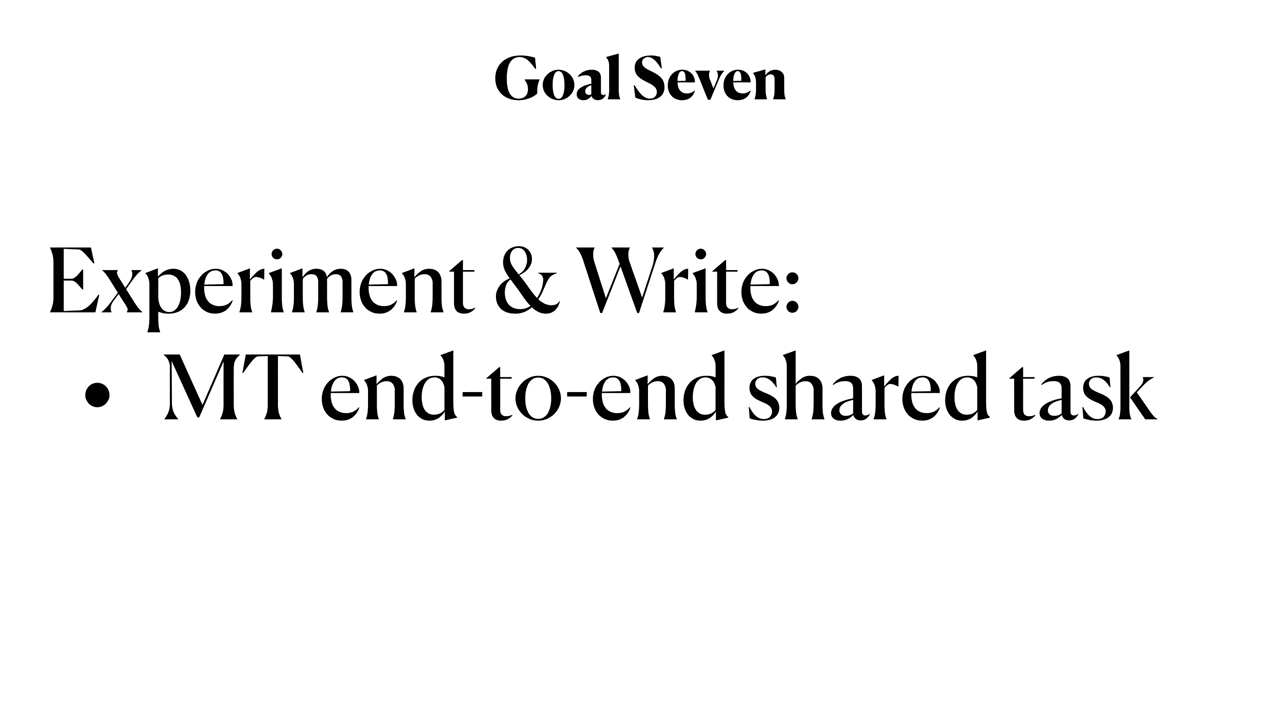 Goal Seven
Experiment & Write:
• MT end-to-end shared task